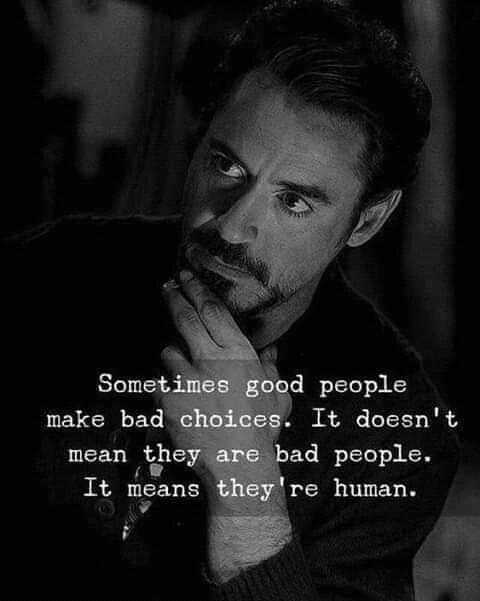 Sometimes good people
make bad choices. It doesn't
mean they are bad people.
It means they're human.